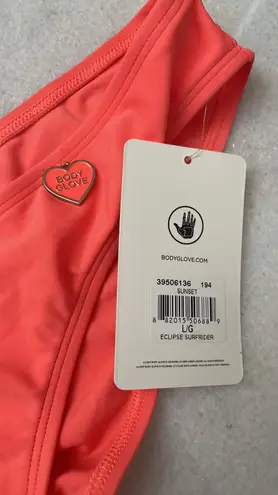 BODY
GLOVE
BODYGLOVE.COM
39506136 194
SUNSET
8 82015 50688 9
L/G
ECLIPSE SURFRIDER